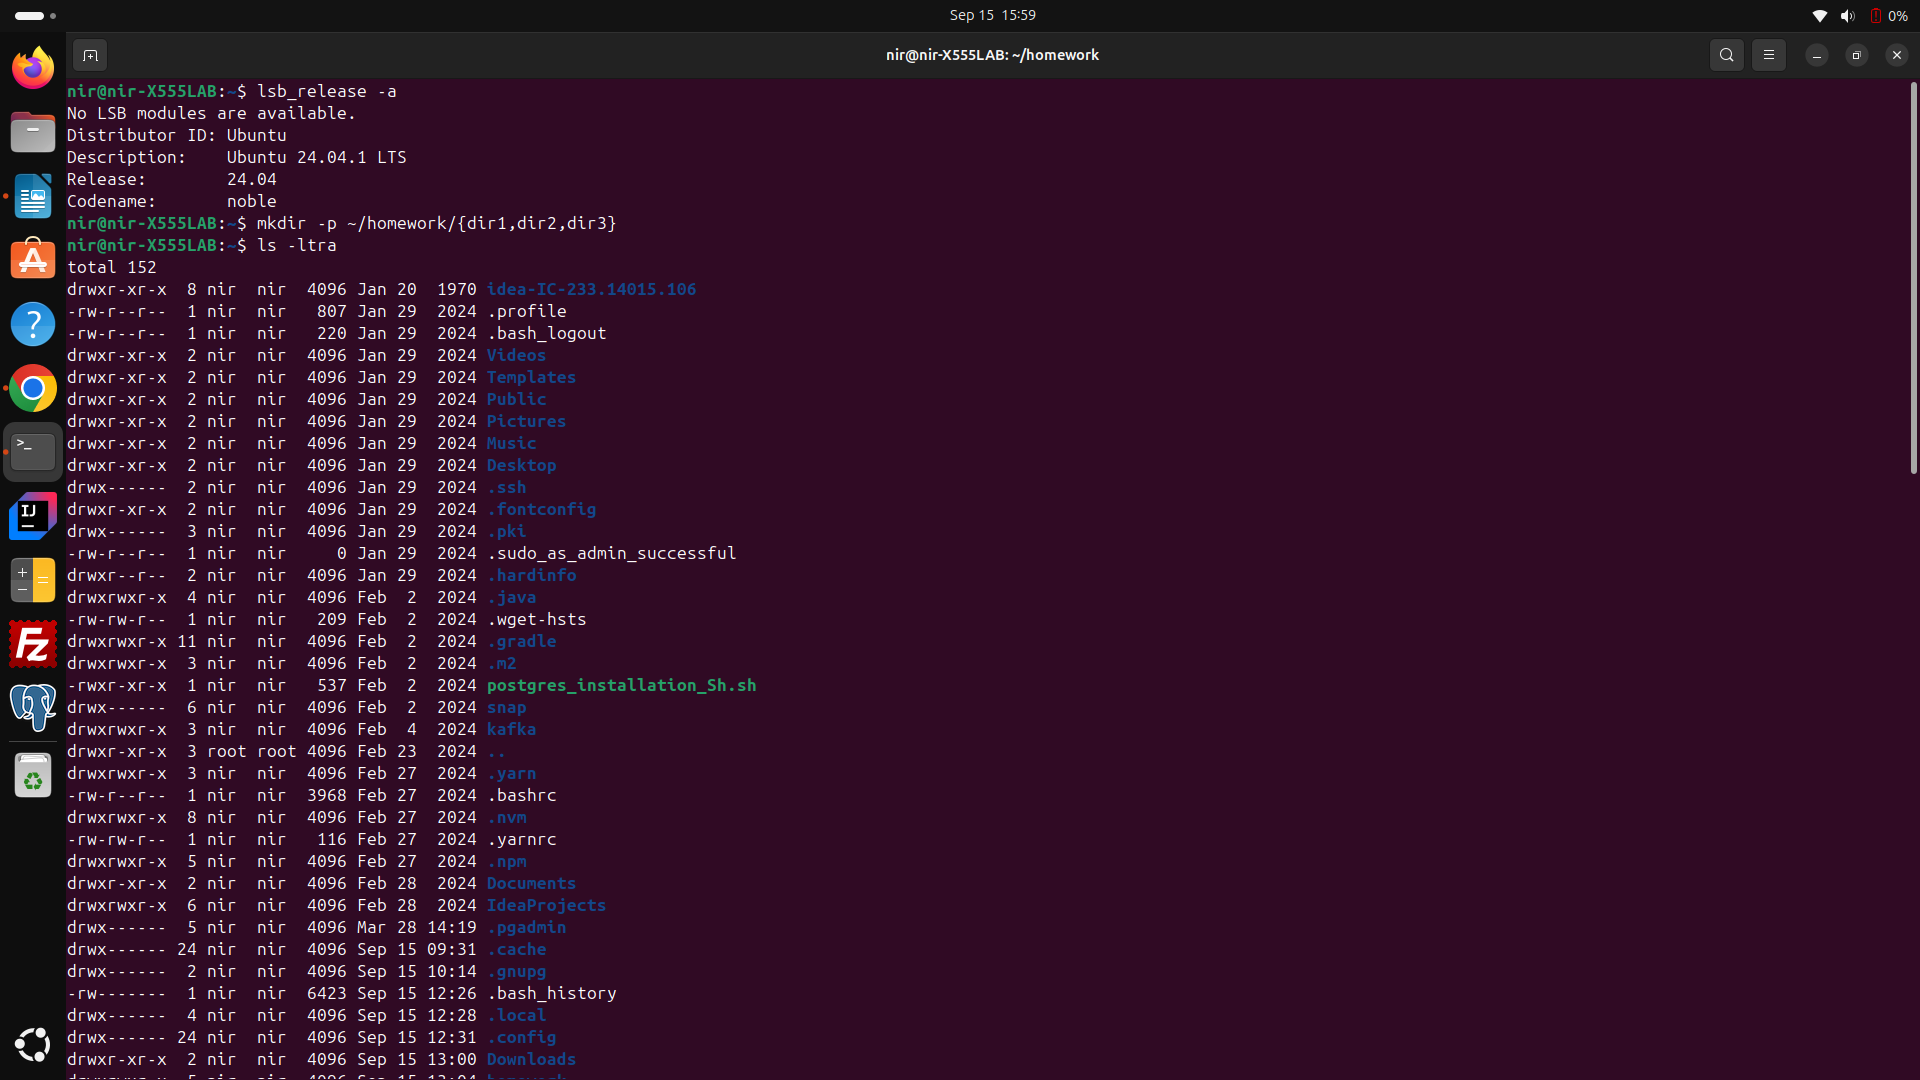 Sep 15 15:59
0%
nir@nir-X555LAB: ~/homework
nir@nir-X555LAB:~$ lsb_release -a
No LSB modules are available.
Distributor ID: Ubuntu
Description:    Ubuntu 24.04.1 LTS
Release:        24.04
Codename:       noble
nir@nir-X555LAB:~$ mkdir -p ~/homework/{dir1,dir2,dir3}
nir@nir-X555LAB:~$ ls -ltra
total 152
drwxr-xr-x  8 nir  nir  4096 Jan 20  1970 idea-IC-233.14015.106
-rw-r--r--  1 nir  nir   807 Jan 29  2024 .profile
-rw-r--r--  1 nir  nir   220 Jan 29  2024 .bash_logout
drwxr-xr-x  2 nir  nir  4096 Jan 29  2024 Videos
drwxr-xr-x  2 nir  nir  4096 Jan 29  2024 Templates
drwxr-xr-x  2 nir  nir  4096 Jan 29  2024 Public
drwxr-xr-x  2 nir  nir  4096 Jan 29  2024 Pictures
drwxr-xr-x  2 nir  nir  4096 Jan 29  2024 Music
drwxr-xr-x  2 nir  nir  4096 Jan 29  2024 Desktop
drwx------  2 nir  nir  4096 Jan 29  2024 .ssh
drwxr-xr-x  2 nir  nir  4096 Jan 29  2024 .fontconfig
drwx------  3 nir  nir  4096 Jan 29  2024 .pki
-rw-r--r--  1 nir  nir     0 Jan 29  2024 .sudo_as_admin_successful
drwxr--r--  2 nir  nir  4096 Jan 29  2024 .hardinfo
drwxrwxr-x  4 nir  nir  4096 Feb  2  2024 .java
-rw-rw-r--  1 nir  nir   209 Feb  2  2024 .wget-hsts
drwxrwxr-x 11 nir  nir  4096 Feb  2  2024 .gradle
drwxrwxr-x  3 nir  nir  4096 Feb  2  2024 .m2
-rwxr-xr-x  1 nir  nir   537 Feb  2  2024 postgres_installation_Sh.sh
drwx------  6 nir  nir  4096 Feb  2  2024 snap
drwxrwxr-x  3 nir  nir  4096 Feb  4  2024 kafka
drwxr-xr-x  3 root root 4096 Feb 23  2024 ..
drwxrwxr-x  3 nir  nir  4096 Feb 27  2024 .yarn
-rw-r--r--  1 nir  nir  3968 Feb 27  2024 .bashrc
drwxrwxr-x  8 nir  nir  4096 Feb 27  2024 .nvm
-rw-rw-r--  1 nir  nir   116 Feb 27  2024 .yarnrc
drwxrwxr-x  5 nir  nir  4096 Feb 27  2024 .npm
drwxr-xr-x  2 nir  nir  4096 Feb 28  2024 Documents
drwxrwxr-x  6 nir  nir  4096 Feb 28  2024 IdeaProjects
drwx------  5 nir  nir  4096 Mar 28 14:19 .pgadmin
drwx------ 24 nir  nir  4096 Sep 15 09:31 .cache
drwx------  2 nir  nir  4096 Sep 15 10:14 .gnupg
-rw-------  1 nir  nir  6423 Sep 15 12:26 .bash_history
drwx------  4 nir  nir  4096 Sep 15 12:28 .local
drwx------ 24 nir  nir  4096 Sep 15 12:31 .config
drwxr-xr-x  2 nir  nir  4096 Sep 15 13:00 Downloads